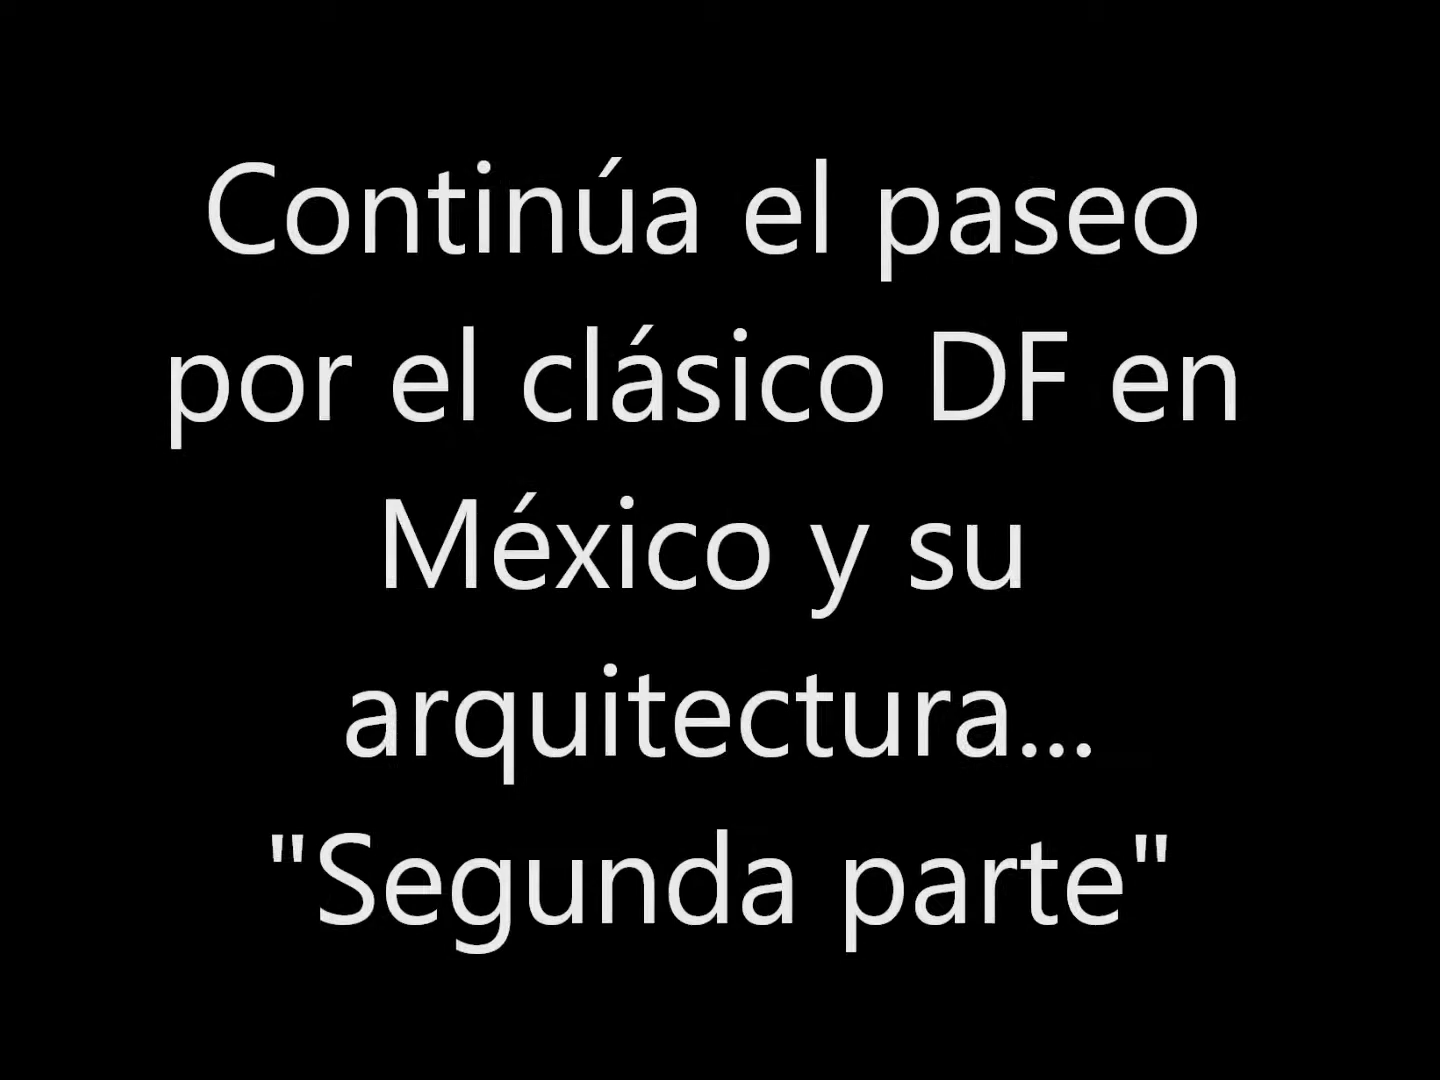 Continúa el paseo
por el clásico DF en
México y su
arquitectura...
"Segunda parte"